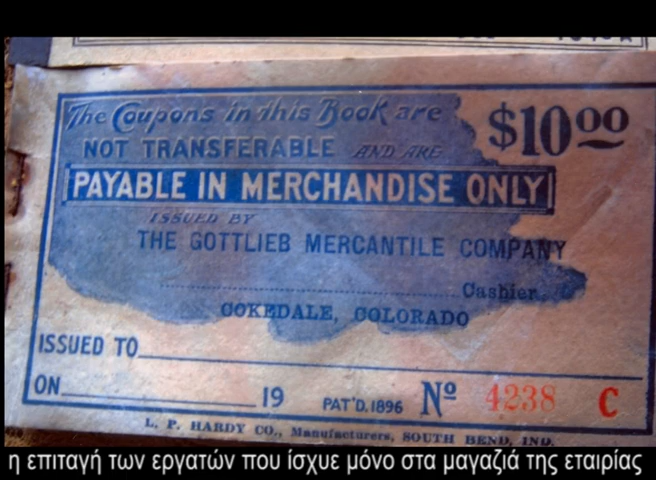 The Coupons in this Book are
NOT TRANSFERABLE AND ARE
$10 00
PAYABLE IN MERCHANDISE ONLY
ISSUED BY
THE GOTTLIEB MERCANTILE COMPANY
Cashier
COKEDALE, COLORADO
ISSUED TO
ON 19 PAT'D. 1896 Nº 4238 C
L. P. HARDY CO., Manufacturers, SOUTH BEND, IND.
η επιταγή των εργατών που ίσχυε μόνο στα μαγαζιά της εταιρίας